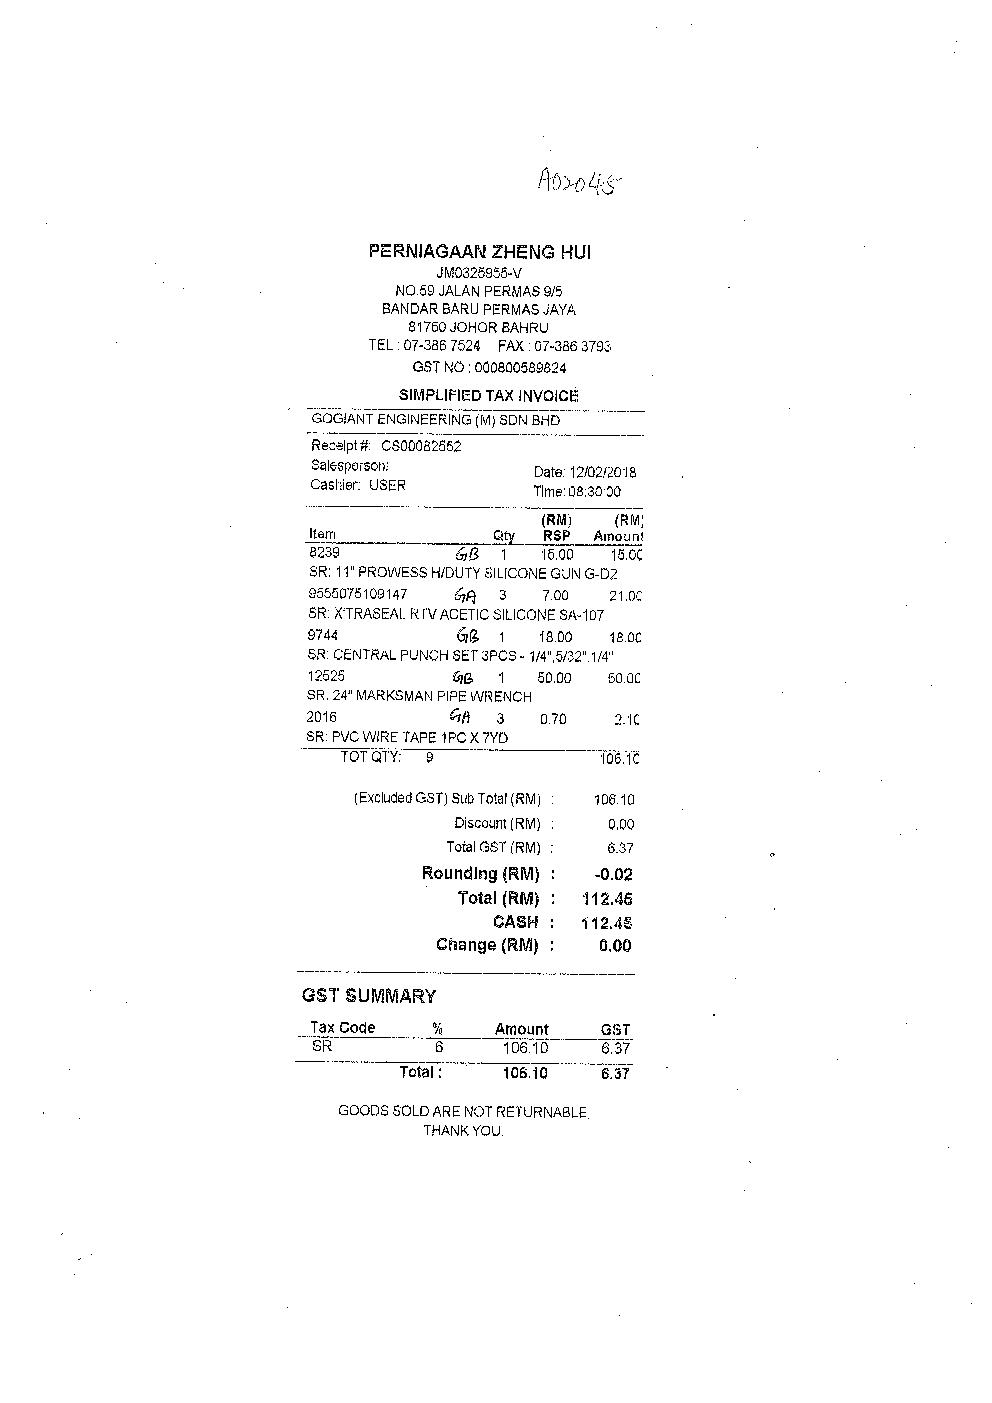 A02045
PERNIAGAAN ZHENG HUI
JM0325955-V
NO.59 JALAN PERMAS 9/5
BANDAR BARU PERMAS JAYA
81750 JOHOR BAHRU
TEL : 07-386 7524 FAX : 07-386 3793
GST NO : 000800589824
SIMPLIFIED TAX INVOICE
GOGIANT ENGINEERING (M) SDN BHD
Receipt #: CS00082552
Salesperson:
Date: 12/02/2018
Cashier: USER
Time: 08:30:00
(RM) (RM)
Item Qty RSP Amount
8239 GB 1 15.00 15.00
SR: 11" PROWESS H/DUTY SILICONE GUN G-D2
9555075109147 GA 3 7.00 21.00
SR: X'TRASEAL RTV ACETIC SILICONE SA-107
9744 GB 1 18.00 18.00
SR: CENTRAL PUNCH SET 3PCS - 1/4",5/32",1/4"
12525 GB 1 50.00 50.00
SR: 24" MARKSMAN PIPE WRENCH
2016 GA 3 0.70 2.10
SR: PVC WIRE TAPE 1PC X 7YD
TOT QTY: 9 106.10
(Excluded GST) Sub Total (RM) : 106.10
Discount (RM) : 0.00
Total GST (RM) : 6.37
Rounding (RM) : -0.02
Total (RM) : 112.45
CASH : 112.45
Change (RM) : 0.00
GST SUMMARY
Tax Code % Amount GST
SR 6 106.10 6.37
Total : 106.10 6.37
GOODS SOLD ARE NOT RETURNABLE,
THANK YOU.